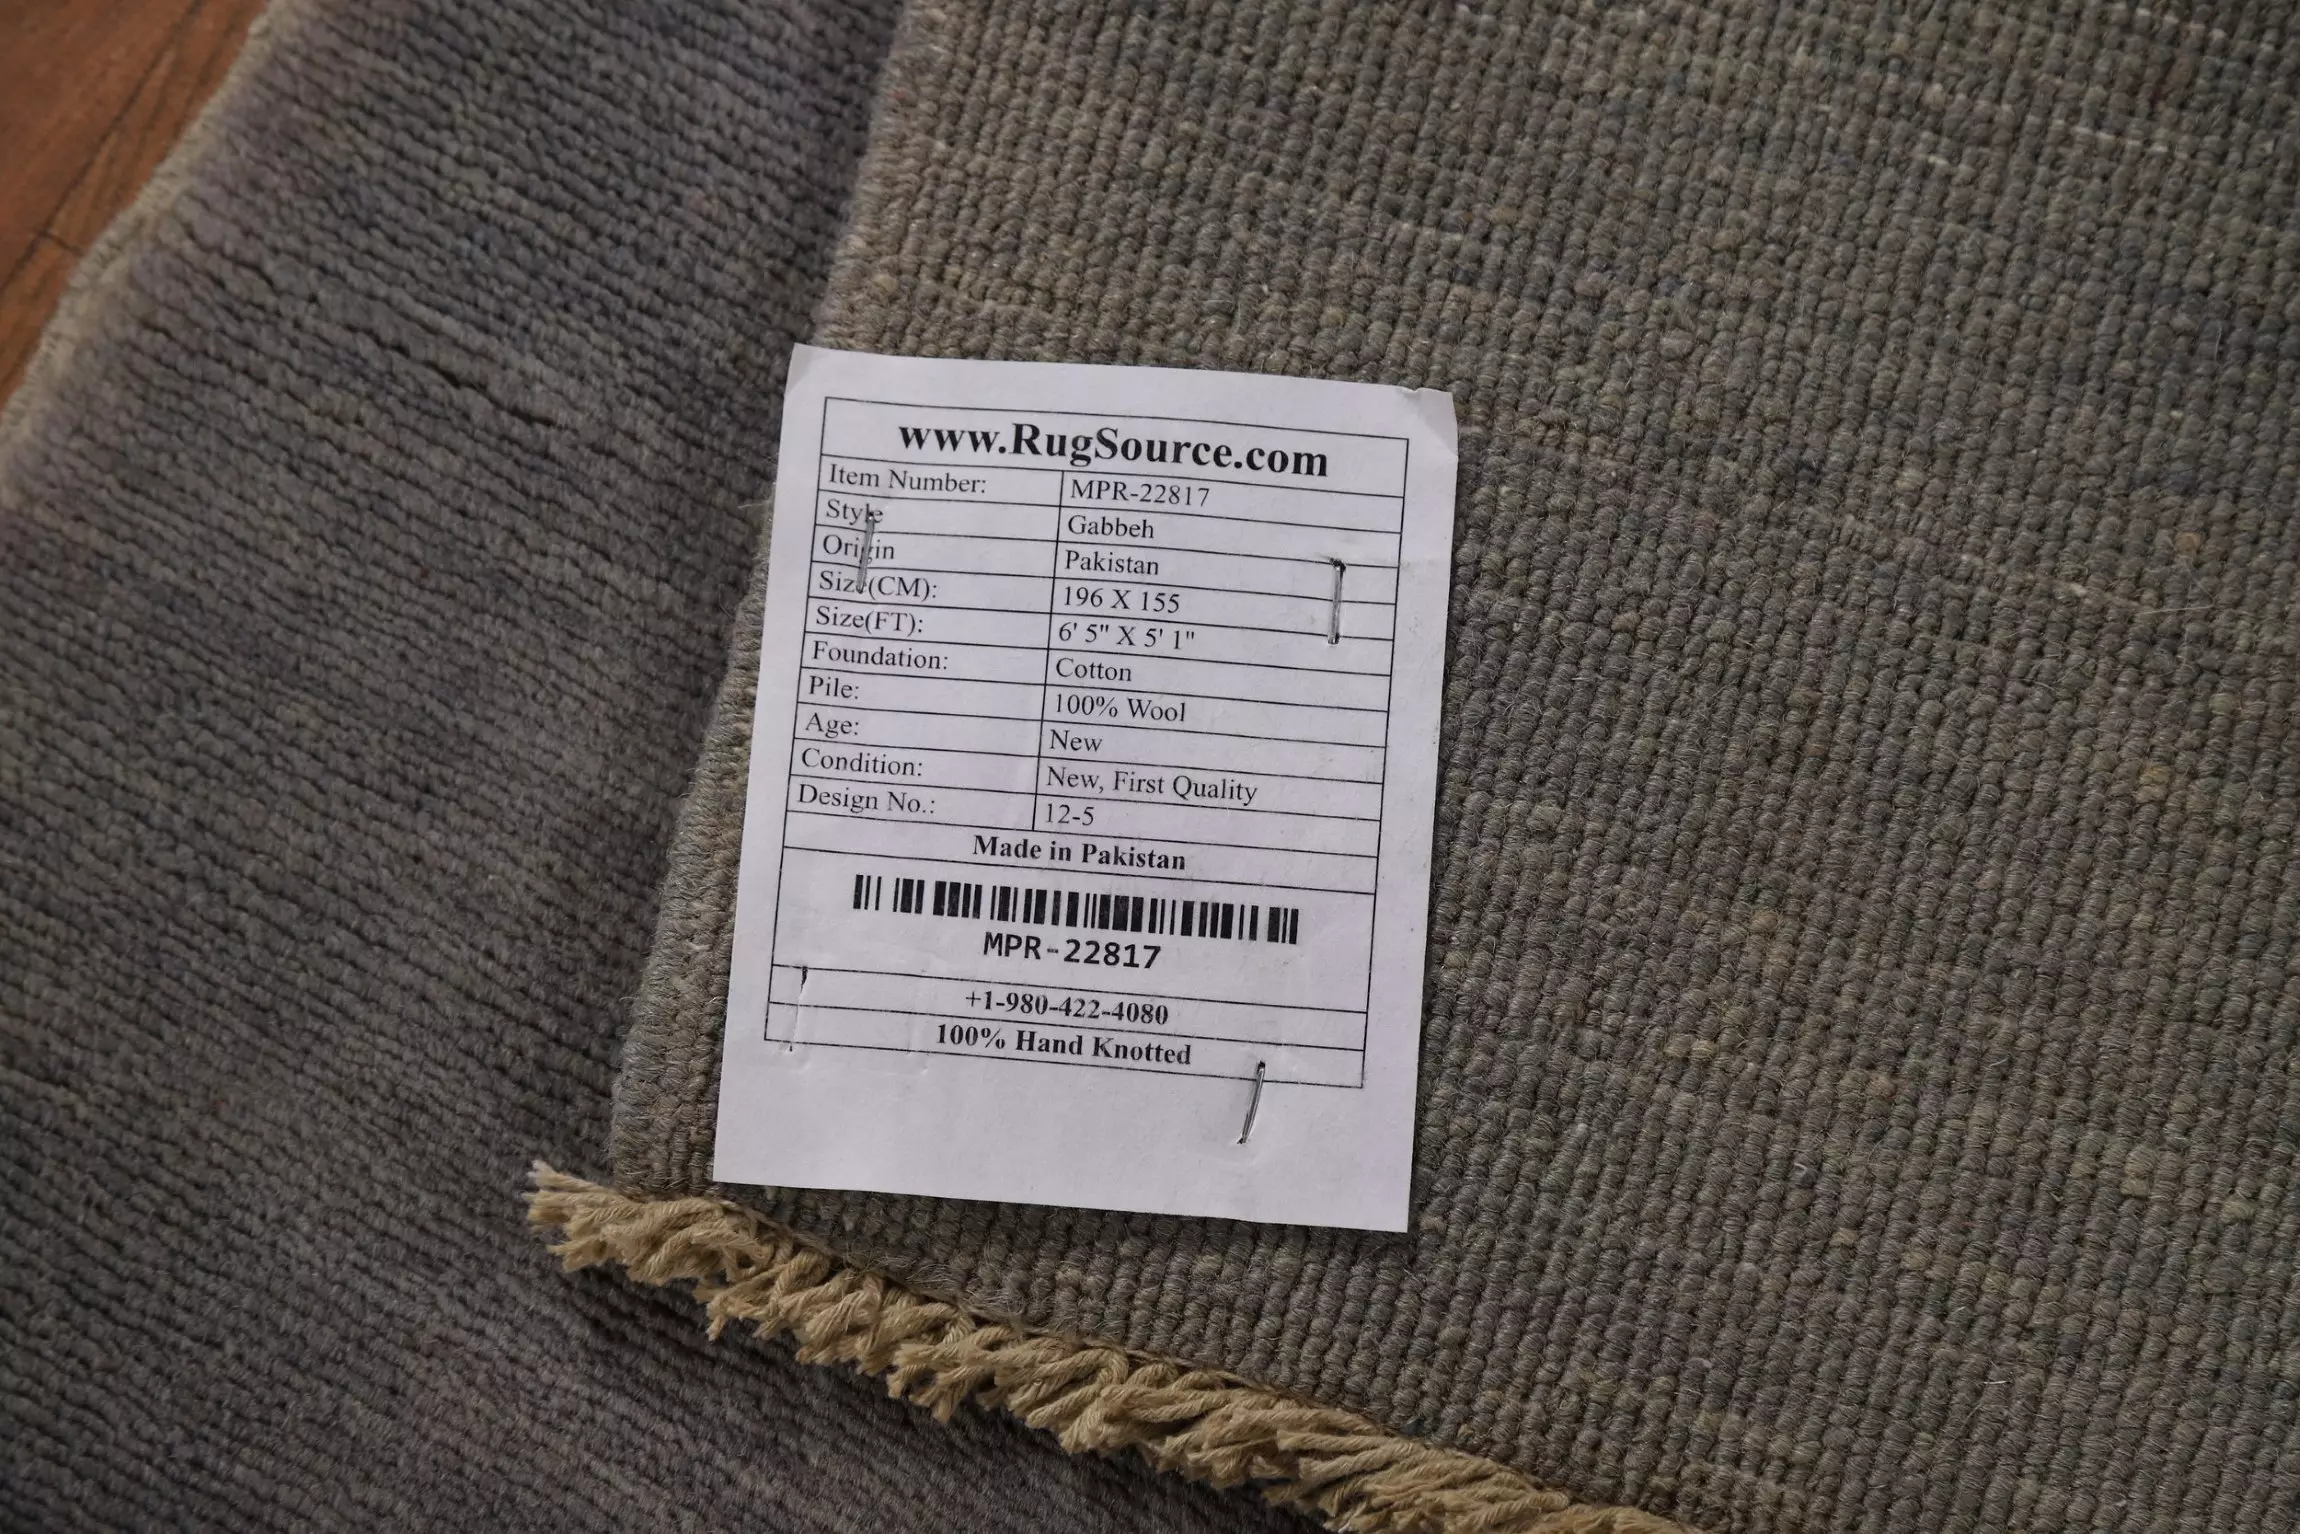 www.RugSource.com
Item Number: MPR-22817
Style Gabbeh
Origin Pakistan
Size(CM): 196 X 155
Size(FT): 6' 5" X 5' 1"
Foundation: Cotton
Pile: 100% Wool
Age: New
Condition: New, First Quality
Design No.: 12-5
Made in Pakistan
MPR-22817
+1-980-422-4080
100% Hand Knotted